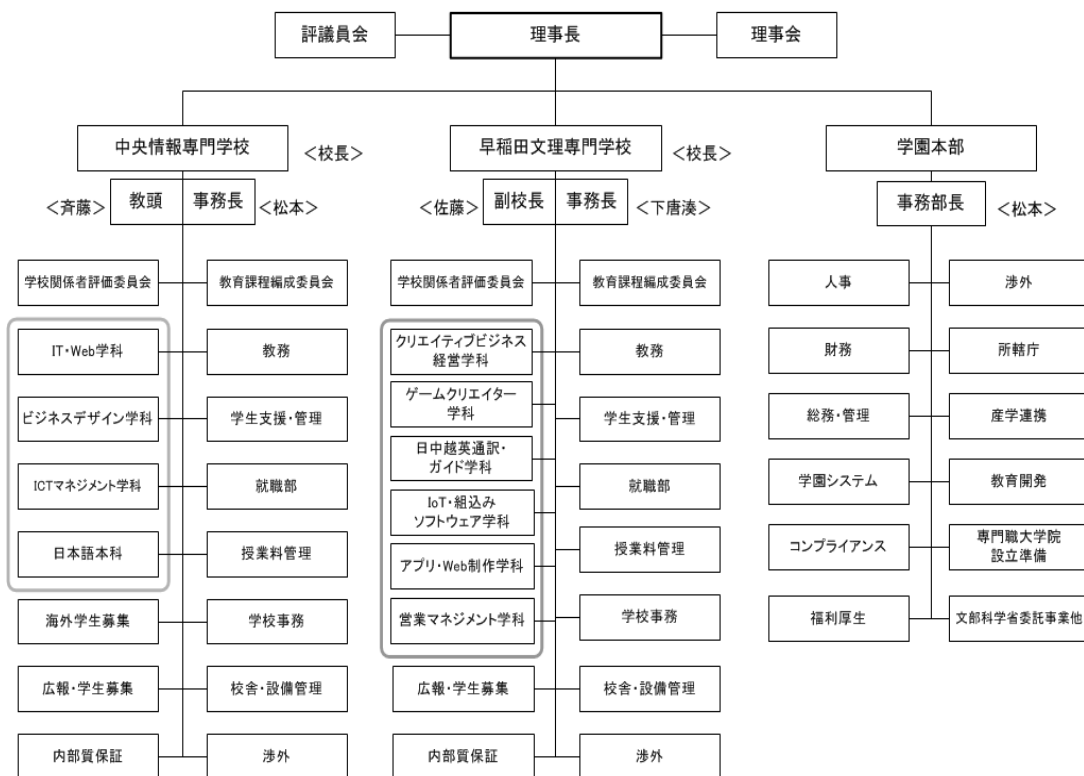 評議員会
理事長
理事会
中央情報専門学校
<校長>
早稲田文理専門学校
<校長>
学園本部
<斉藤>
教頭
事務長
<松本>
<佐藤>
副校長
事務長
<下唐湊>
事務部長
<松本>
学校関係者評価委員会
教育課程編成委員会
IT・Web学科
教務
ビジネスデザイン学科
学生支援・管理
ICTマネジメント学科
就職部
日本語本科
授業料管理
海外学生募集
学校事務
広報・学生募集
校舎・設備管理
内部質保証
渉外
学校関係者評価委員会
教育課程編成委員会
クリエイティブビジネス
経営学科
教務
ゲームクリエイター
学科
学生支援・管理
日中越英通訳・
ガイド学科
就職部
IoT・組込み
ソフトウェア学科
授業料管理
アプリ・Web制作学科
営業マネジメント学科
学校事務
広報・学生募集
校舎・設備管理
内部質保証
渉外
人事
渉外
財務
所轄庁
総務・管理
産学連携
学園システム
教育開発
コンプライアンス
専門職大学院
設立準備
福利厚生
文部科学省委託事業他